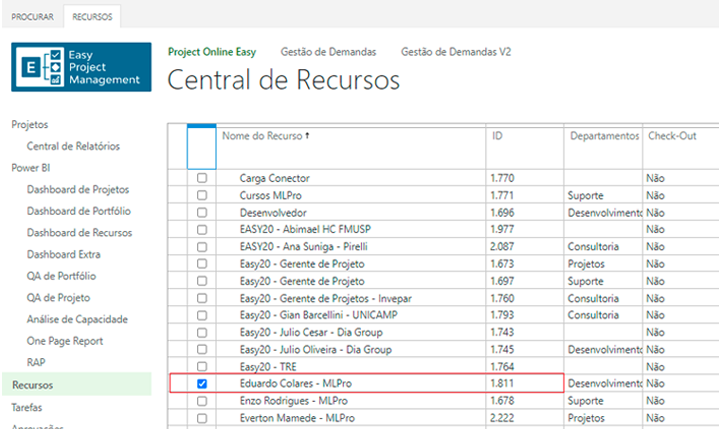 PROCURAR RECURSOS
E Easy Project Management
Project Online Easy Gestão de Demandas Gestão de Demandas V2
Central de Recursos
Projetos
Central de Relatórios
Power BI
Dashboard de Projetos
Dashboard de Portfólio
Dashboard de Recursos
Dashboard Extra
QA de Portfólio
QA de Projeto
Análise de Capacidade
One Page Report
RAP
Recursos
Tarefas
Aprovações
Nome do Recurso ↑ ID Departamentos Check-Out
Carga Conector 1.770 Não
Cursos MLPro 1.771 Suporte Não
Desenvolvedor 1.696 Desenvolvimento Não
EASY20 - Abimael HC FMUSP 1.977 Não
EASY20 - Ana Suniga - Pirelli 2.087 Consultoria Não
Easy20 - Gerente de Projeto 1.673 Projetos Não
Easy20 - Gerente de Projeto 1.697 Suporte Não
Easy20 - Gerente de Projetos - Invepar 1.760 Consultoria Não
Easy20 - Gian Barcellini - UNICAMP 1.793 Consultoria Não
Easy20 - Julio Cesar - Dia Group 1.743 Não
Easy20 - Julio Oliveira - Dia Group 1.745 Desenvolvimento Não
Easy20 - TRE 1.764 Não
Eduardo Colares - MLPro 1.811 Desenvolvimento Não
Enzo Rodrigues - MLPro 1.678 Suporte Não
Everton Mamede - MLPro 2.222 Projetos Não